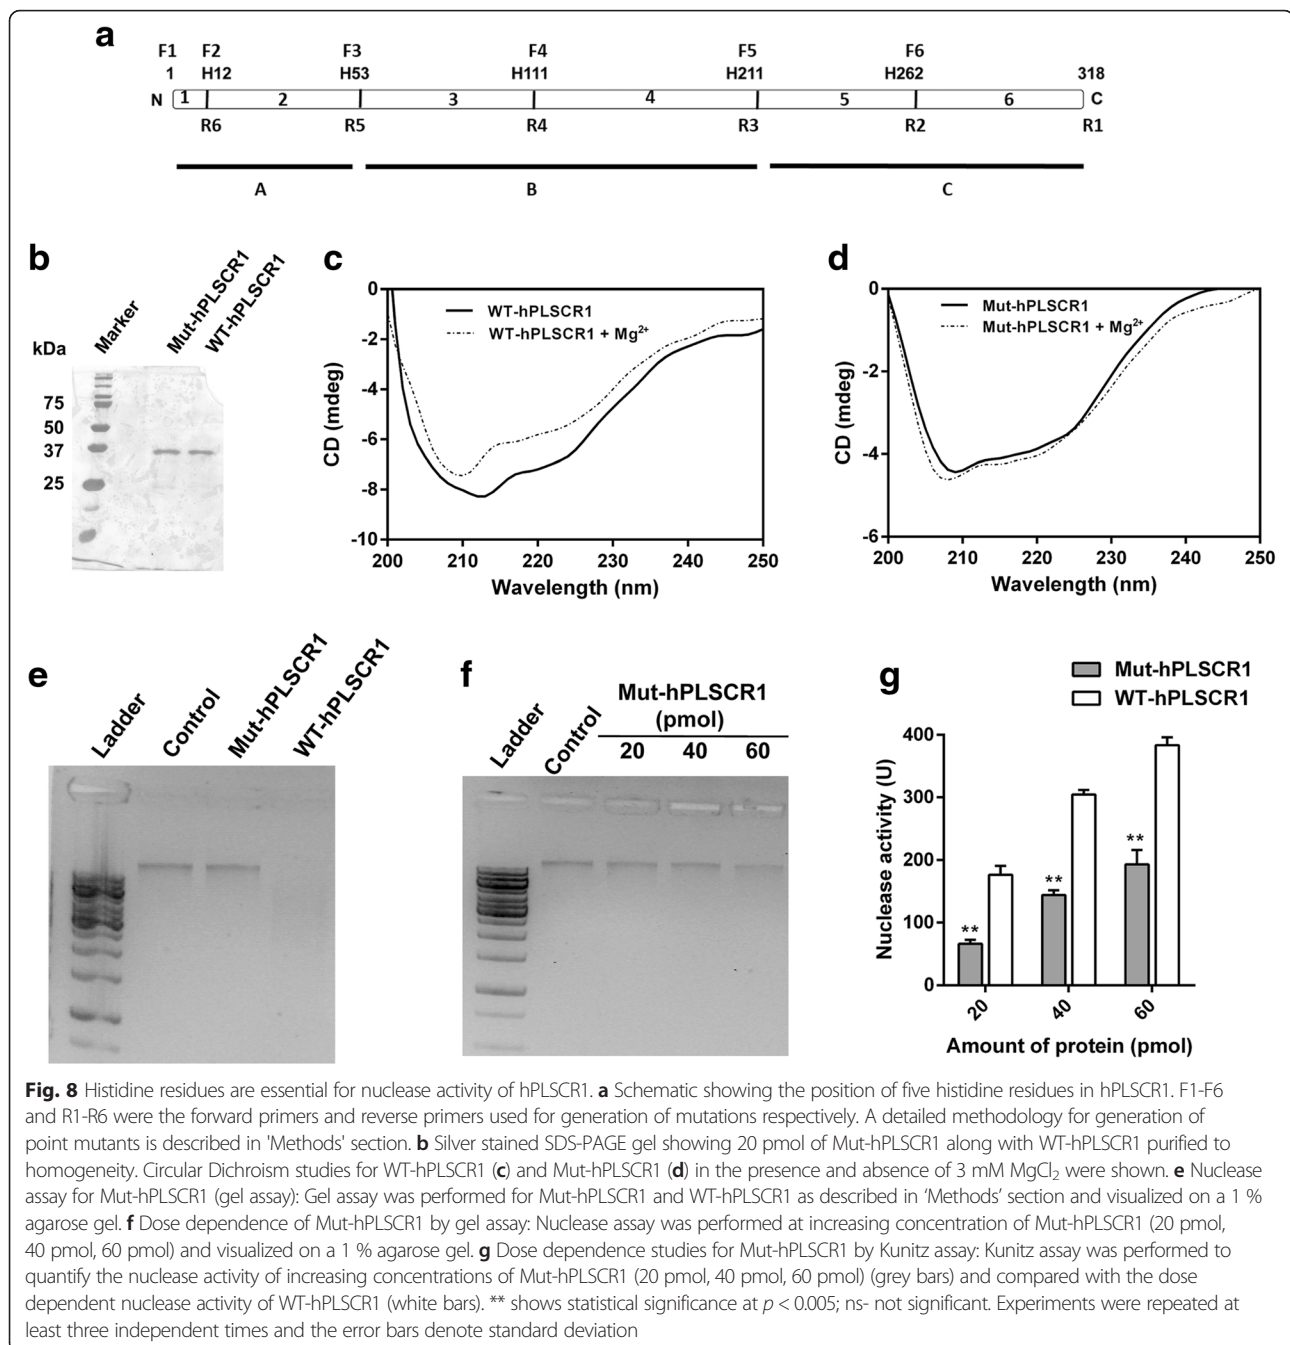 a
F1 F2 F3 F4 F5 F6
1 H12 H53 H111 H211 H262 318
N 1 2 3 4 5 6 C
R6 R5 R4 R3 R2 R1
A B C
b
kDa Marker Mut-hPLSCR1 WT-hPLSCR1
75
50
37
25
c
WT-hPLSCR1
WT-hPLSCR1 + Mg2+
CD (mdeg)
0
-2
-4
-6
-8
-10
200 210 220 230 240 250
Wavelength (nm)
d
Mut-hPLSCR1
Mut-hPLSCR1 + Mg2+
CD (mdeg)
0
-2
-4
-6
200 210 220 230 240 250
Wavelength (nm)
e
Ladder Control Mut-hPLSCR1 WT-hPLSCR1
f
Ladder Control
Mut-hPLSCR1
(pmol)
20 40 60
g
Mut-hPLSCR1
WT-hPLSCR1
Nuclease activity (U)
400
300
200
100
0
** ** **
20 40 60
Amount of protein (pmol)
Fig. 8 Histidine residues are essential for nuclease activity of hPLSCR1. a Schematic showing the position of five histidine residues in hPLSCR1. F1-F6
and R1-R6 were the forward primers and reverse primers used for generation of mutations respectively. A detailed methodology for generation of
point mutants is described in 'Methods' section. b Silver stained SDS-PAGE gel showing 20 pmol of Mut-hPLSCR1 along with WT-hPLSCR1 purified to
homogeneity. Circular Dichroism studies for WT-hPLSCR1 (c) and Mut-hPLSCR1 (d) in the presence and absence of 3 mM MgCl2 were shown. e Nuclease
assay for Mut-hPLSCR1 (gel assay): Gel assay was performed for Mut-hPLSCR1 and WT-hPLSCR1 as described in ‘Methods’ section and visualized on a 1 %
agarose gel. f Dose dependence of Mut-hPLSCR1 by gel assay: Nuclease assay was performed at increasing concentration of Mut-hPLSCR1 (20 pmol,
40 pmol, 60 pmol) and visualized on a 1 % agarose gel. g Dose dependence studies for Mut-hPLSCR1 by Kunitz assay: Kunitz assay was performed to
quantify the nuclease activity of increasing concentrations of Mut-hPLSCR1 (20 pmol, 40 pmol, 60 pmol) (grey bars) and compared with the dose
dependent nuclease activity of WT-hPLSCR1 (white bars). ** shows statistical significance at p < 0.005; ns- not significant. Experiments were repeated at
least three independent times and the error bars denote standard deviation